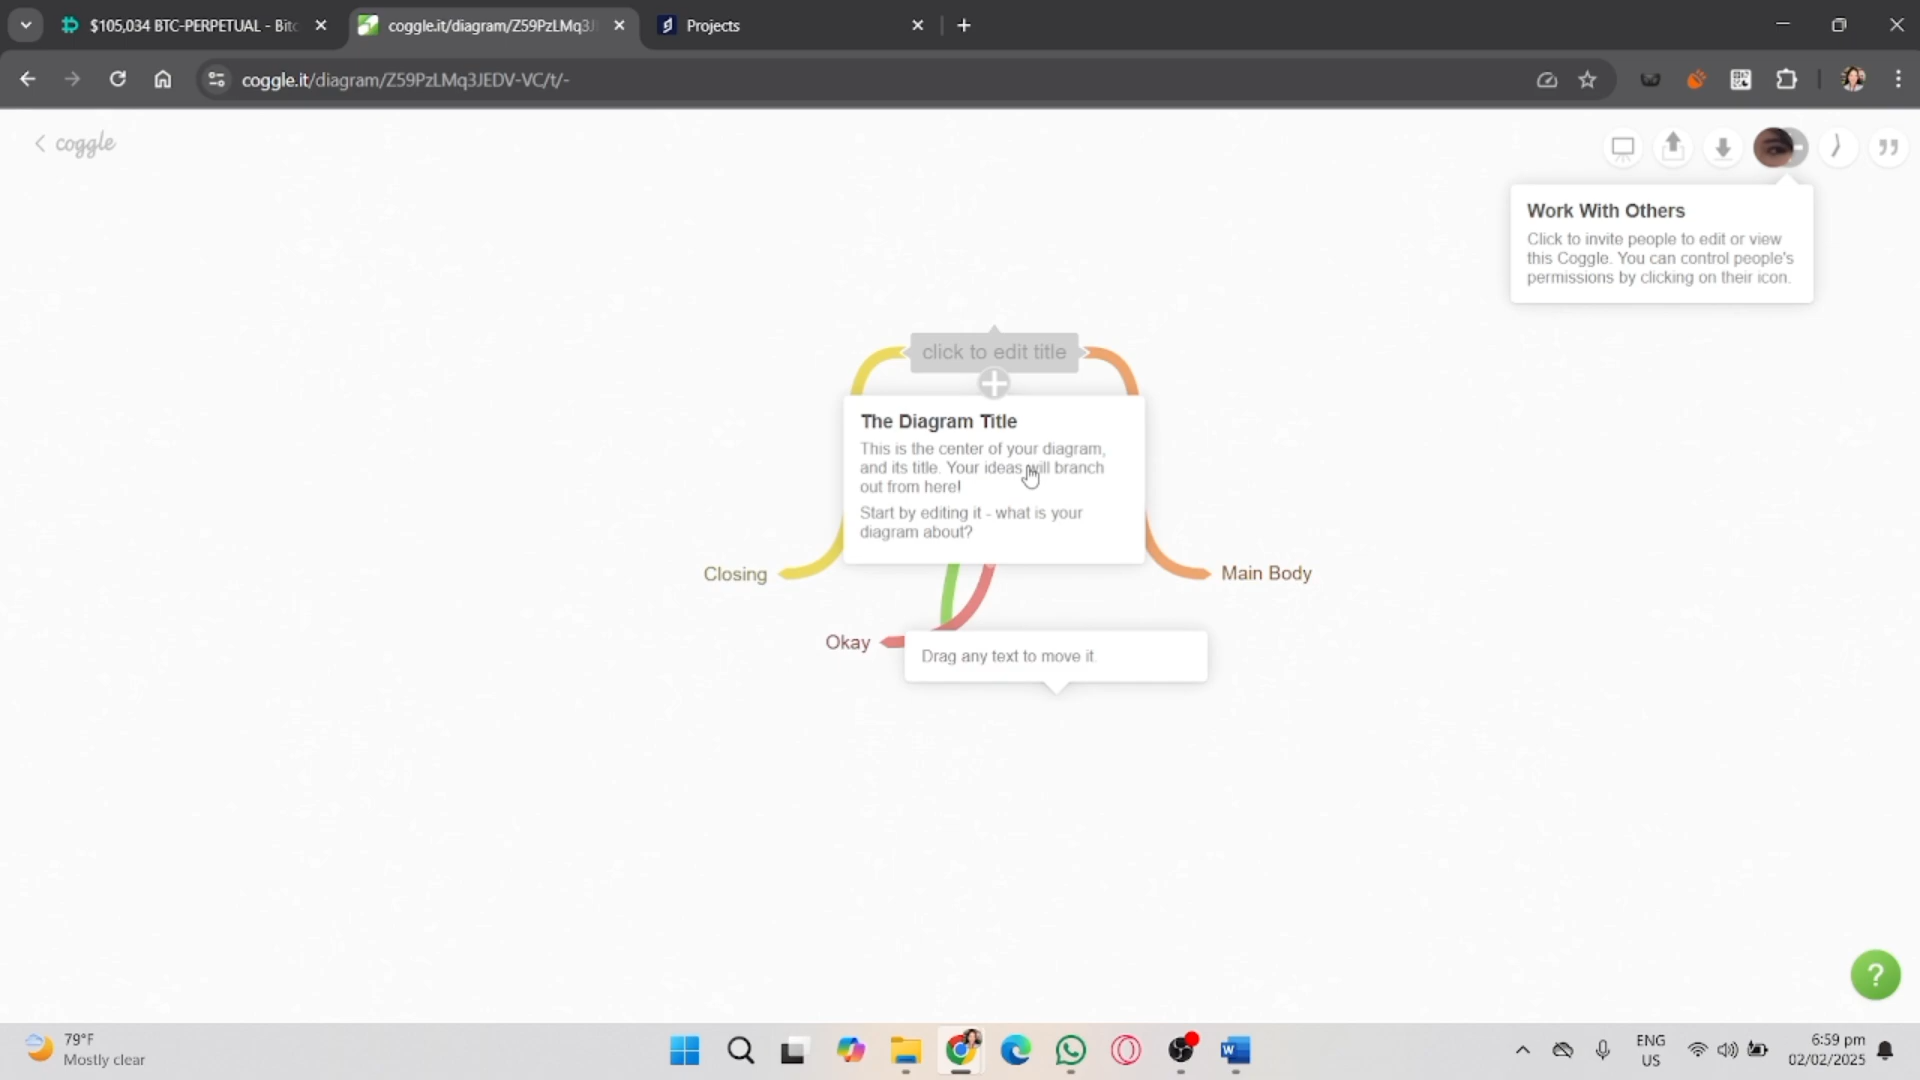 $105,034 BTC-PERPETUAL - Bitc
coggle.it/diagram/Z59PzLMq3J
Projects
coggle.it/diagram/Z59PzLMq3JEDV-VC/t/-
coggle
Work With Others
Click to invite people to edit or view
this Coggle. You can control people's
permissions by clicking on their icon.
click to edit title
The Diagram Title
This is the center of your diagram,
and its title. Your ideas will branch
out from here!
Start by editing it - what is your
diagram about?
Closing
Main Body
Okay
Drag any text to move it.
?
79°F
Mostly clear
ENG
US
6:59 pm
02/02/2025